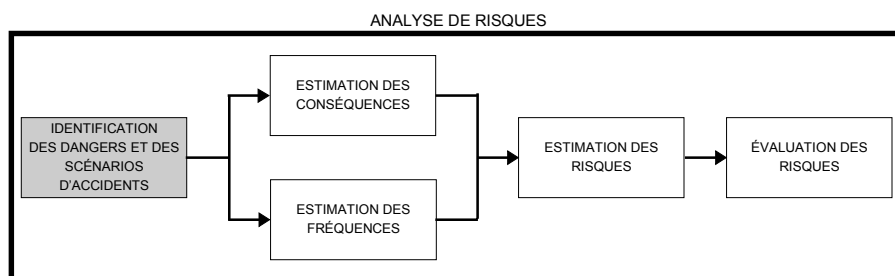 ANALYSE DE RISQUES
IDENTIFICATION
DES DANGERS ET DES
SCÉNARIOS
D'ACCIDENTS
ESTIMATION DES
CONSÉQUENCES
ESTIMATION DES
FRÉQUENCES
ESTIMATION DES
RISQUES
ÉVALUATION DES
RISQUES